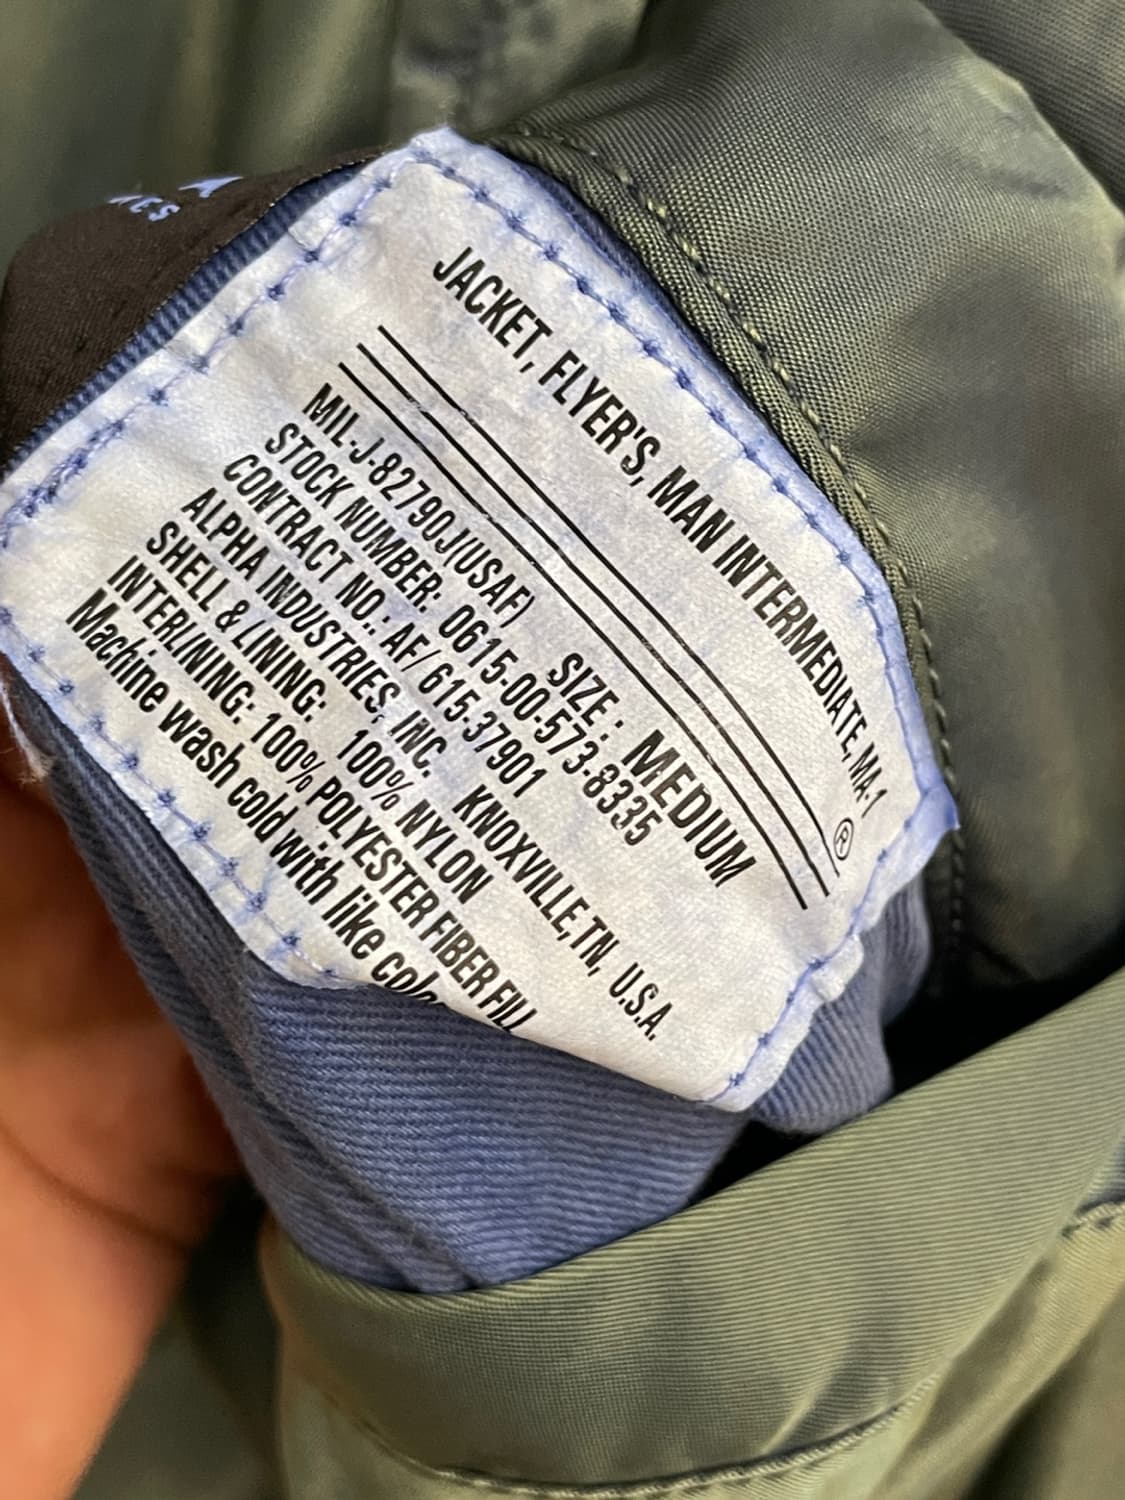 JACKET, FLYER'S, MAN INTERMEDIATE, MA-1
®
SIZE: MEDIUM
MIL-J-82790J(USAF)
STOCK NUMBER: 0615-00-573-8335
CONTRACT NO.: AF/ 615-37901
ALPHA INDUSTRIES, INC. KNOXVILLE, TN, U.S.A.
SHELL & LINING: 100% NYLON
INTERLINING: 100% POLYESTER FIBER FILL
Machine wash cold with like